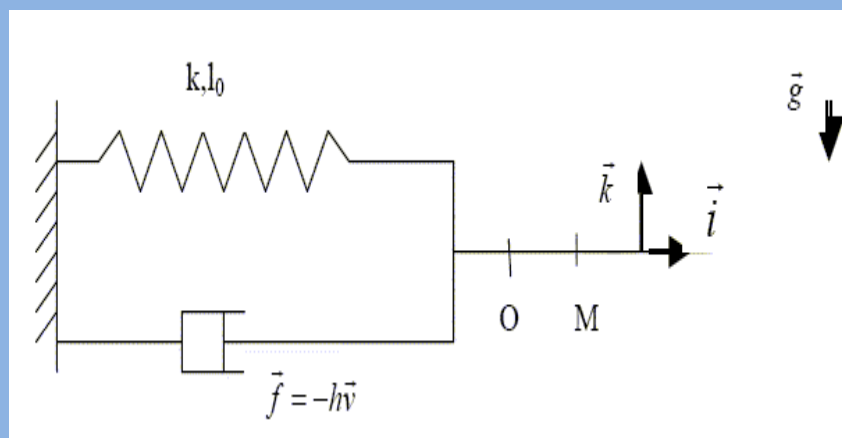 k,l₀
g⃗
k⃗
i⃗
O M
f⃗ = -hv⃗